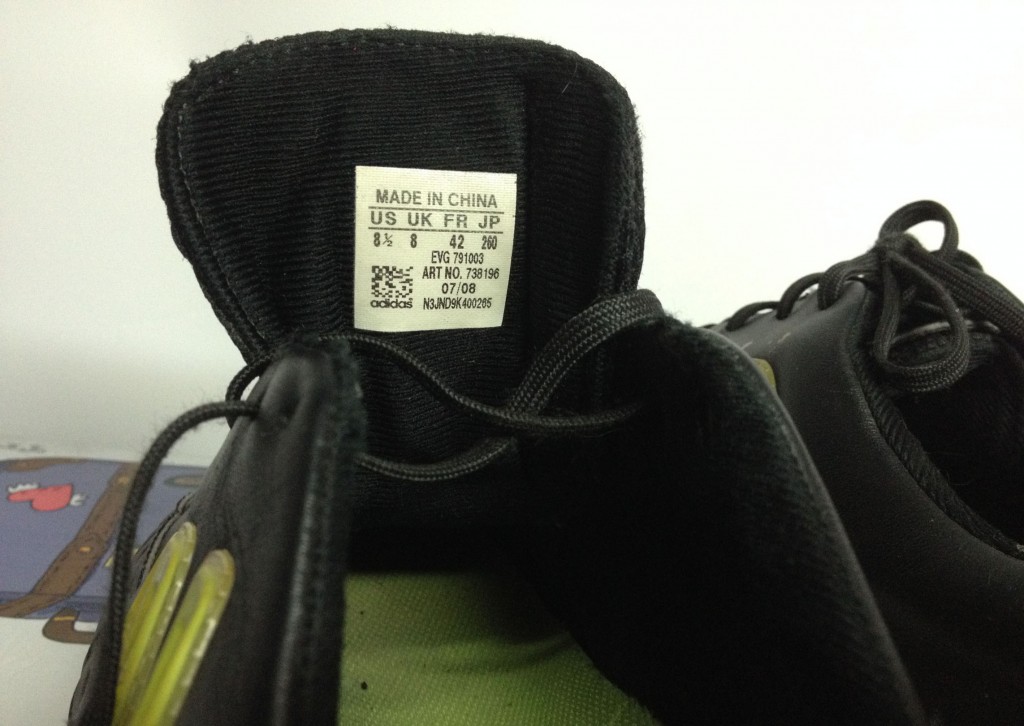 MADE IN CHINA
US UK FR JP
8½ 8 42 260
EVG 791003
ART NO. 738196
07/08
adidas N3JND9K400265